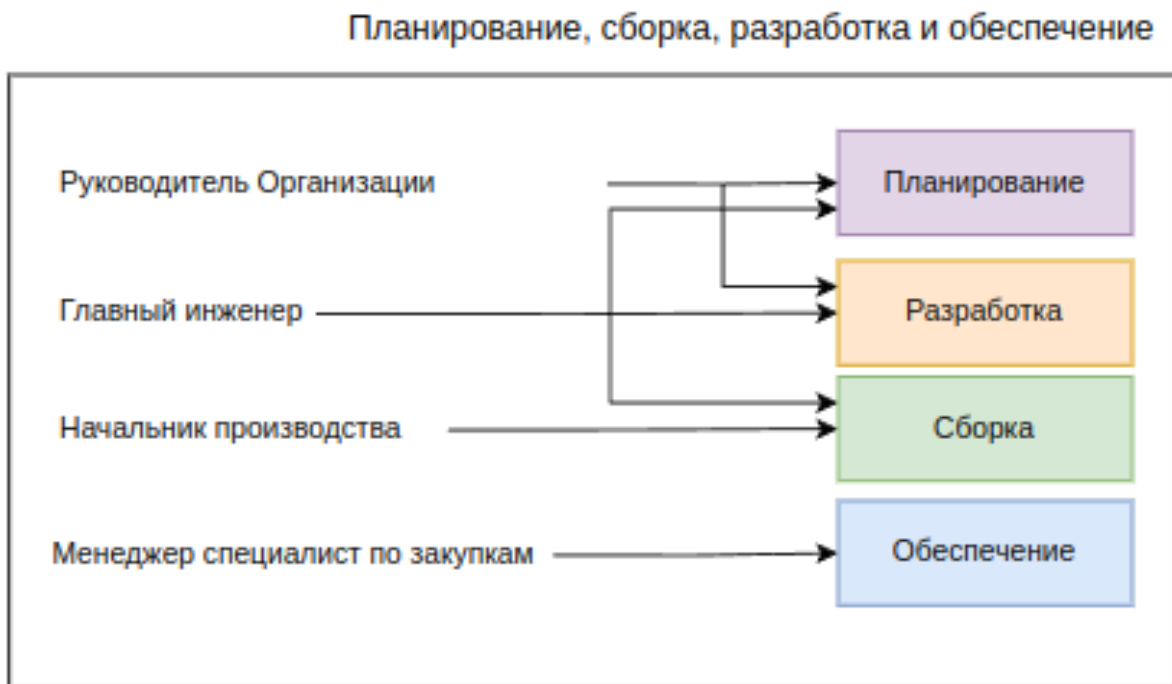 Планирование, сборка, разработка и обеспечение
Руководитель Организации
Планирование
Главный инженер
Разработка
Начальник производства
Сборка
Менеджер специалист по закупкам
Обеспечение